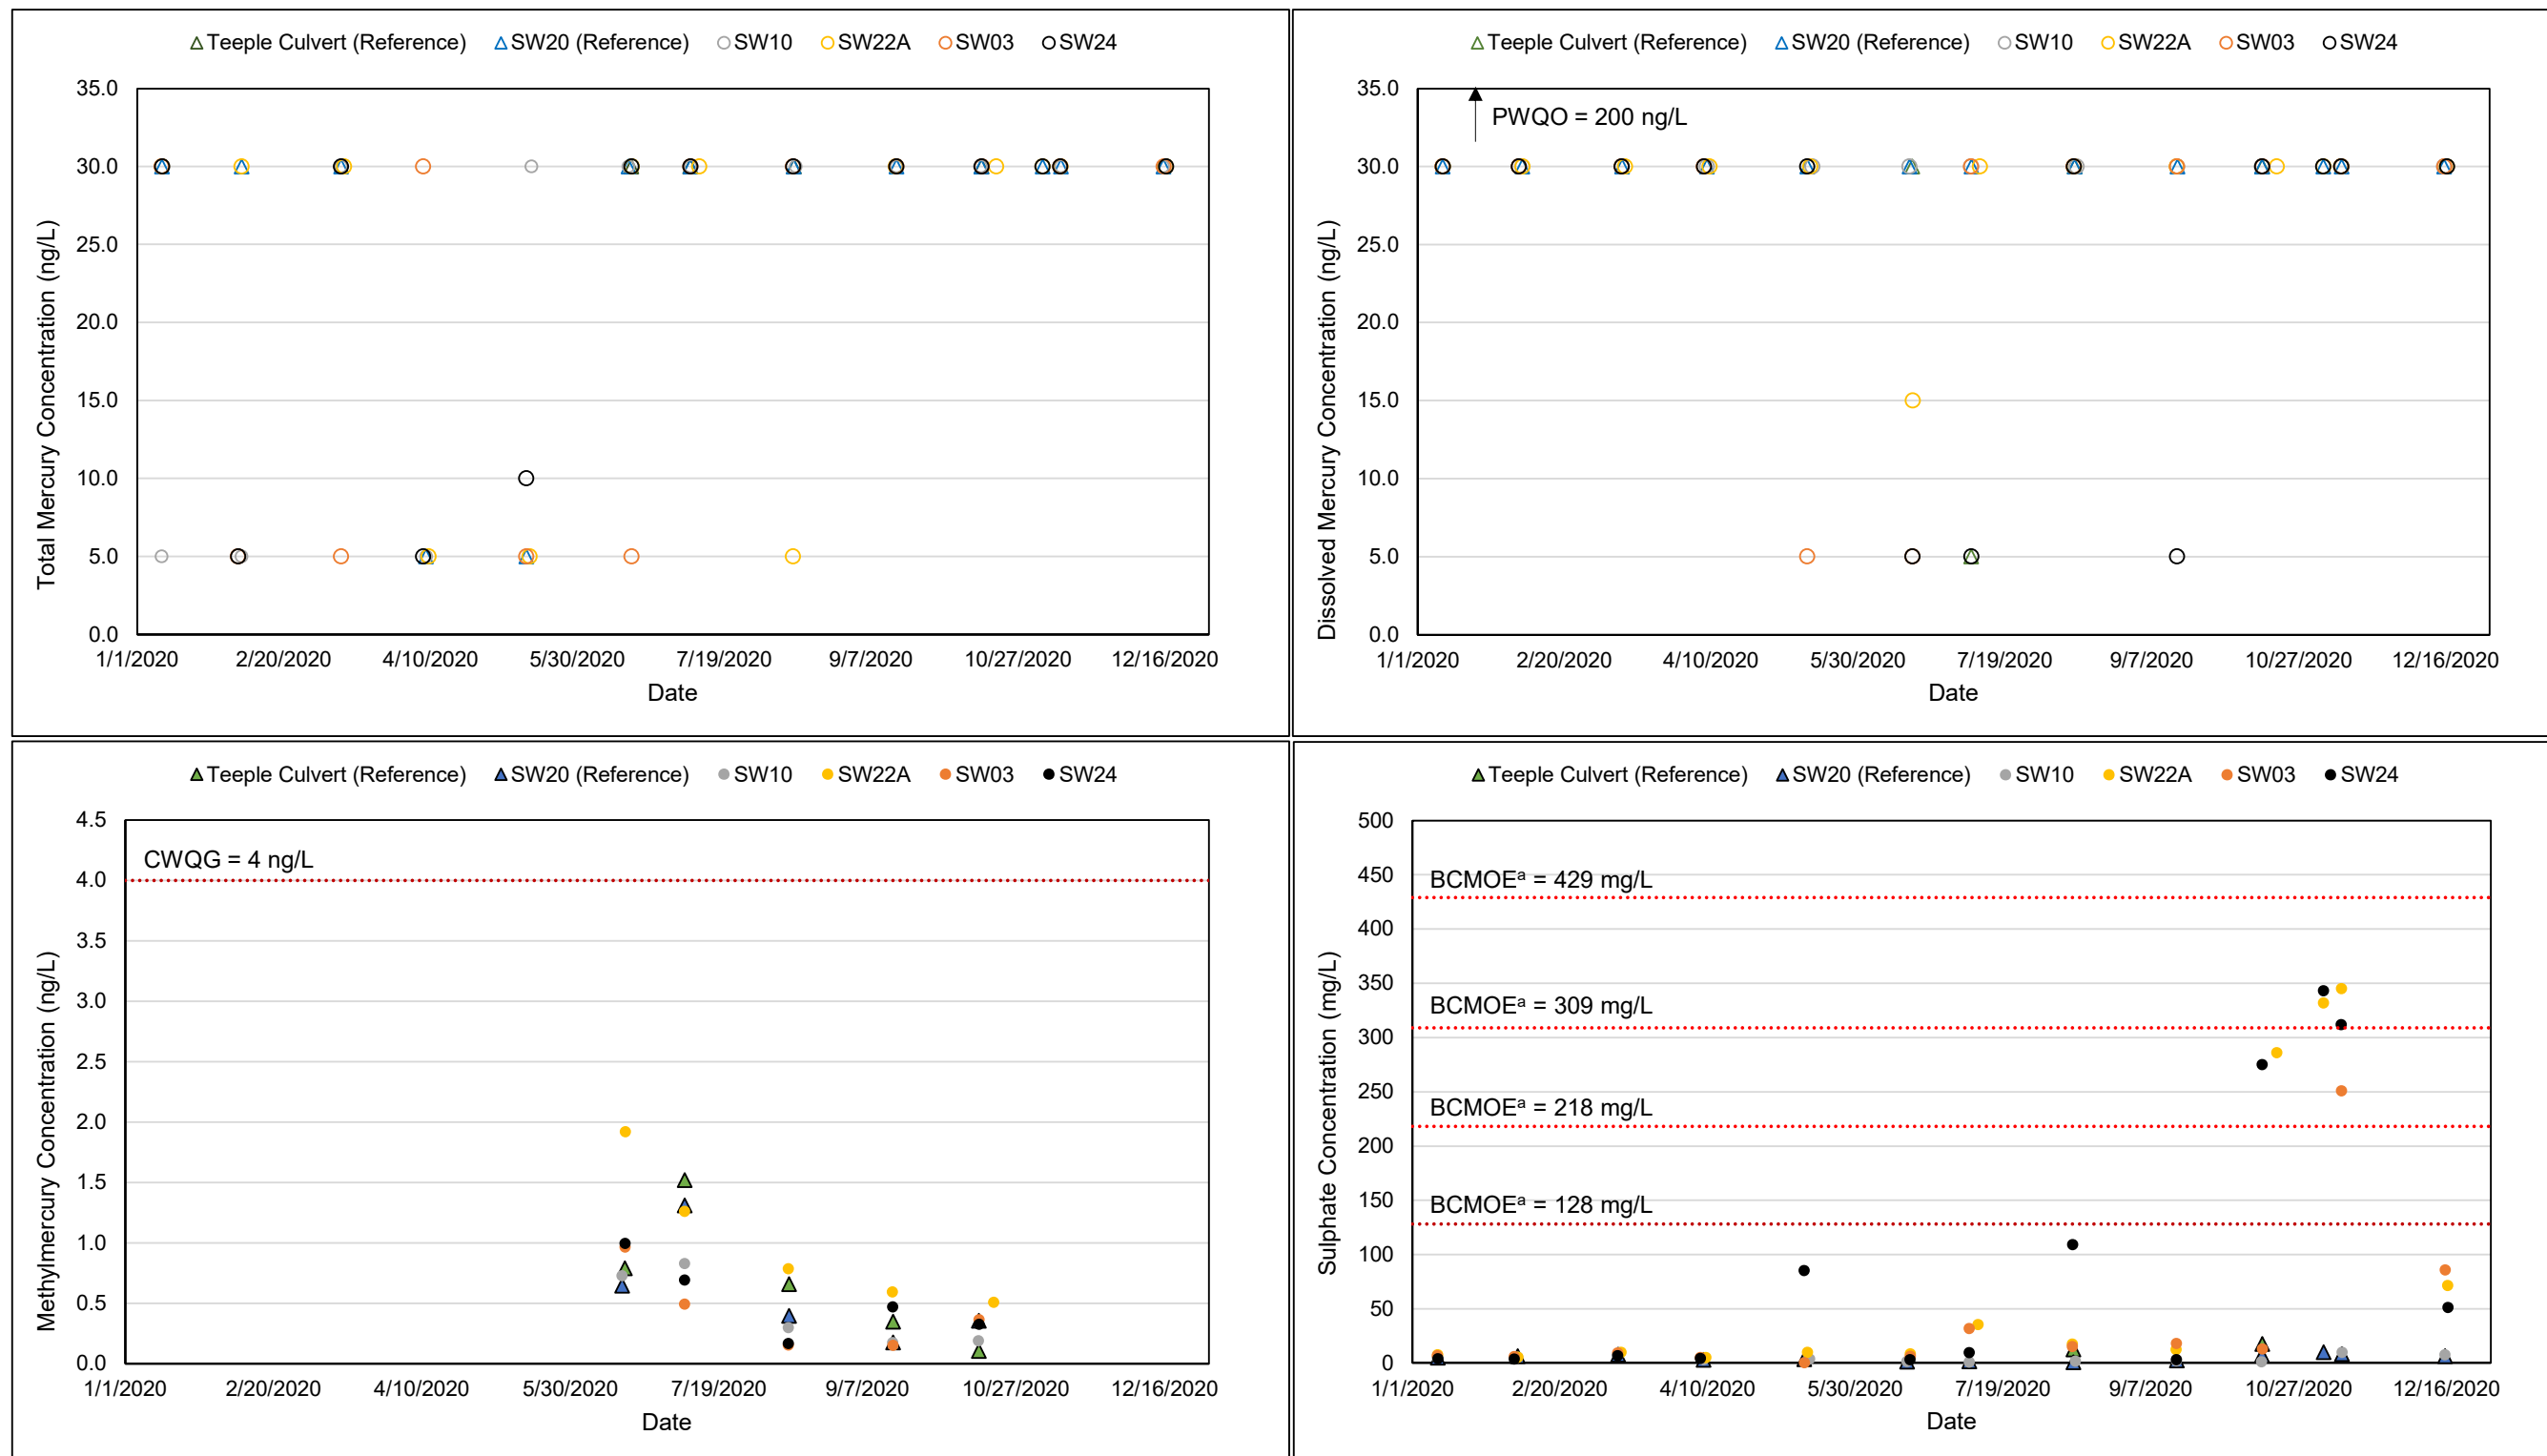 Teeple Culvert (Reference) SW20 (Reference) SW10 SW22A SW03 SW24
35.0
30.0
25.0
20.0
15.0
10.0
5.0
0.0
Total Mercury Concentration (ng/L)
1/1/2020 2/20/2020 4/10/2020 5/30/2020 7/19/2020 9/7/2020 10/27/2020 12/16/2020
Date
Teeple Culvert (Reference) SW20 (Reference) SW10 SW22A SW03 SW24
35.0
PWQO = 200 ng/L
30.0
25.0
20.0
15.0
10.0
5.0
0.0
Dissolved Mercury Concentration (ng/L)
1/1/2020 2/20/2020 4/10/2020 5/30/2020 7/19/2020 9/7/2020 10/27/2020 12/16/2020
Date
Teeple Culvert (Reference) SW20 (Reference) SW10 SW22A SW03 SW24
4.5
CWQG = 4 ng/L
4.0
3.5
3.0
2.5
2.0
1.5
1.0
0.5
0.0
Methylmercury Concentration (ng/L)
1/1/2020 2/20/2020 4/10/2020 5/30/2020 7/19/2020 9/7/2020 10/27/2020 12/16/2020
Date
Teeple Culvert (Reference) SW20 (Reference) SW10 SW22A SW03 SW24
500
450
BCMOEᵃ = 429 mg/L
400
350
BCMOEᵃ = 309 mg/L
300
250
BCMOEᵃ = 218 mg/L
200
150
BCMOEᵃ = 128 mg/L
100
50
0
Sulphate Concentration (mg/L)
1/1/2020 2/20/2020 4/10/2020 5/30/2020 7/19/2020 9/7/2020 10/27/2020 12/16/2020
Date